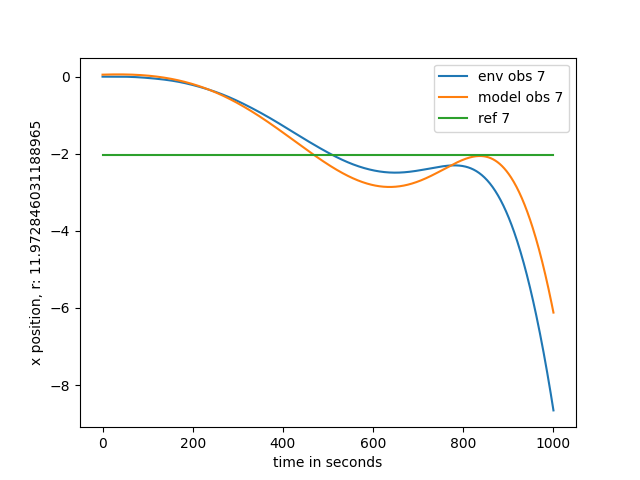 env obs 7
model obs 7
ref 7
0
−2
−4
−6
−8
x position, r: 11.972846031188965
0
200
400
600
800
1000
time in seconds